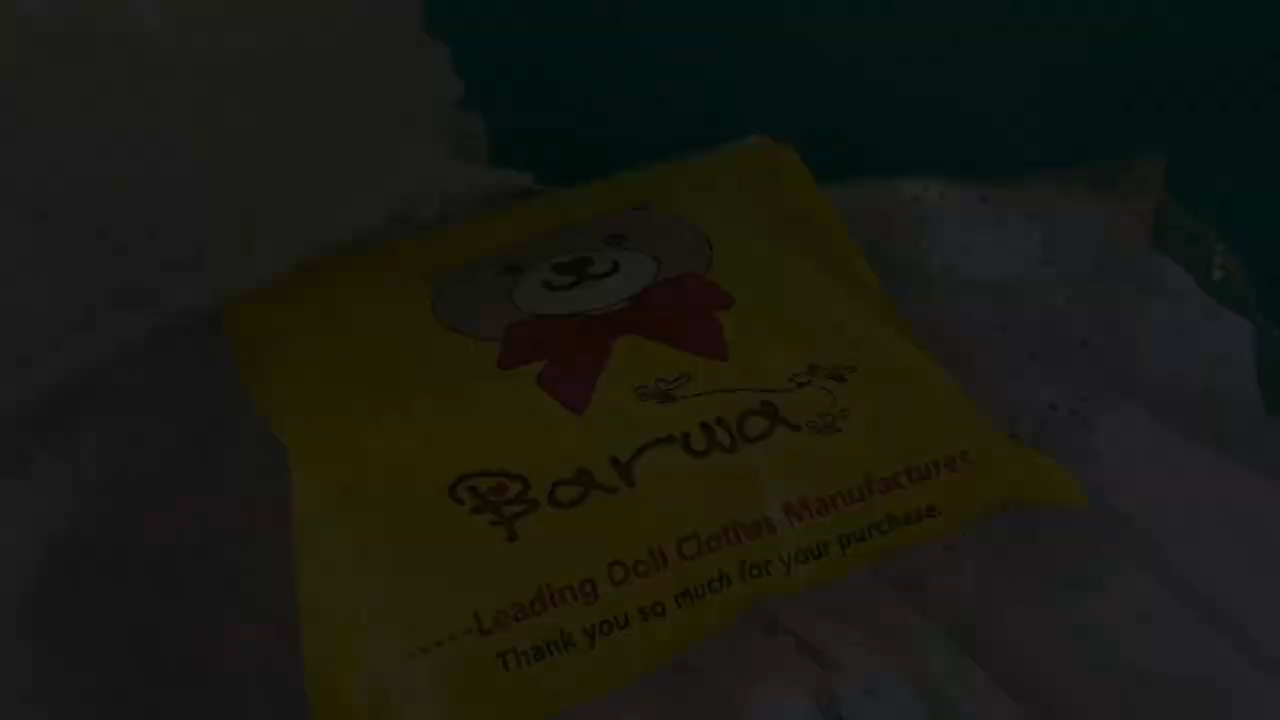 Barwa
-----Leading Doll Clothes Manufacturer
Thank you so much for your purchase.